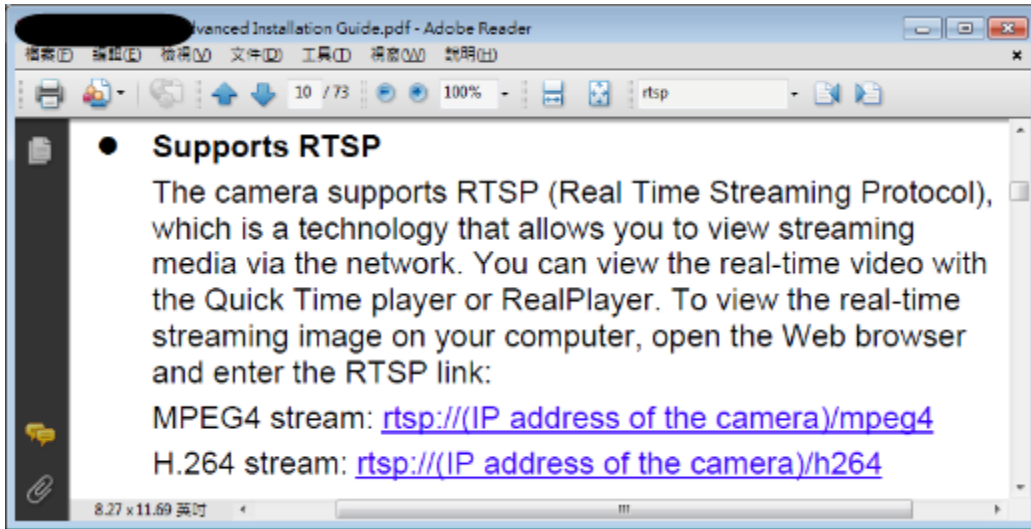 vanced Installation Guide.pdf - Adobe Reader
檔案(F) 編輯(E) 檢視(V) 文件(D) 工具(T) 視窗(W) 說明(H)
10 / 73 100% rtsp
● Supports RTSP
The camera supports RTSP (Real Time Streaming Protocol),
which is a technology that allows you to view streaming
media via the network. You can view the real-time video with
the Quick Time player or RealPlayer. To view the real-time
streaming image on your computer, open the Web browser
and enter the RTSP link:
MPEG4 stream: rtsp://(IP address of the camera)/mpeg4
H.264 stream: rtsp://(IP address of the camera)/h264
8.27 x 11.69 英吋